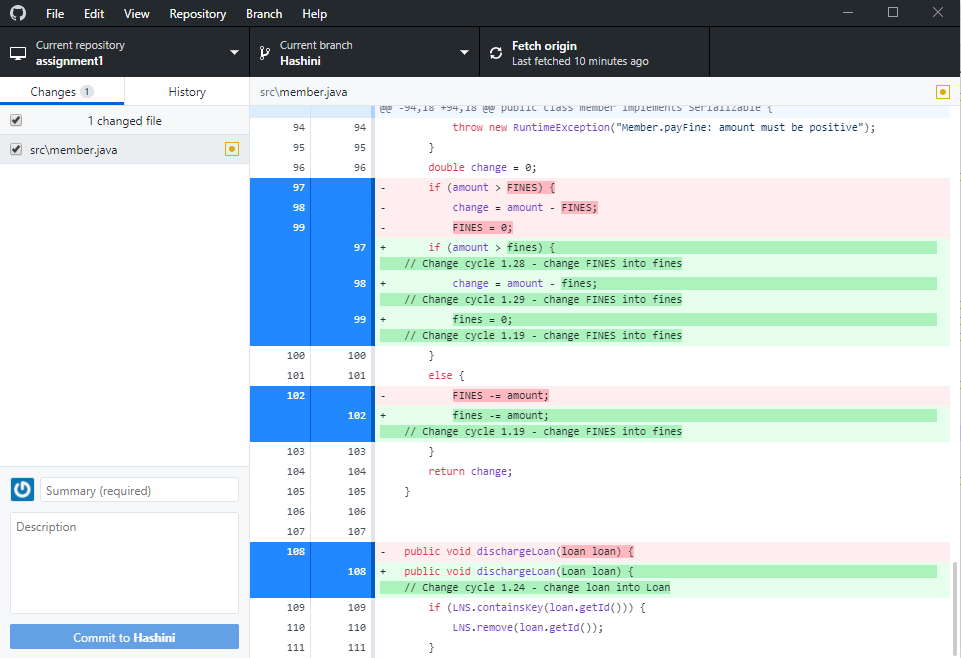 File Edit View Repository Branch Help
Current repository
assignment1
Current branch
Hashini
Fetch origin
Last fetched 10 minutes ago
Changes 1
History
src\member.java
1 changed file
src\member.java
@@ -94,18 +94,18 @@ public class member implements Serializable {
94 94 throw new RuntimeException("Member.payFine: amount must be positive");
95 95 }
96 96 double change = 0;
97 - if (amount > FINES) {
98 - change = amount - FINES;
99 - FINES = 0;
97 + if (amount > fines) {
// Change cycle 1.28 - change FINES into fines
98 + change = amount - fines;
// Change cycle 1.29 - change FINES into fines
99 + fines = 0;
// Change cycle 1.19 - change FINES into fines
100 100 }
101 101 else {
102 - FINES -= amount;
102 + fines -= amount;
// Change cycle 1.19 - change FINES into fines
103 103 }
104 104 return change;
105 105 }
106 106
107 107
108 - public void dischargeLoan(loan loan) {
108 + public void dischargeLoan(Loan loan) {
// Change cycle 1.24 - change loan into Loan
109 109 if (LNS.containsKey(loan.getId())) {
110 110 LNS.remove(loan.getId());
111 111 }
Summary (required)
Description
Commit to Hashini